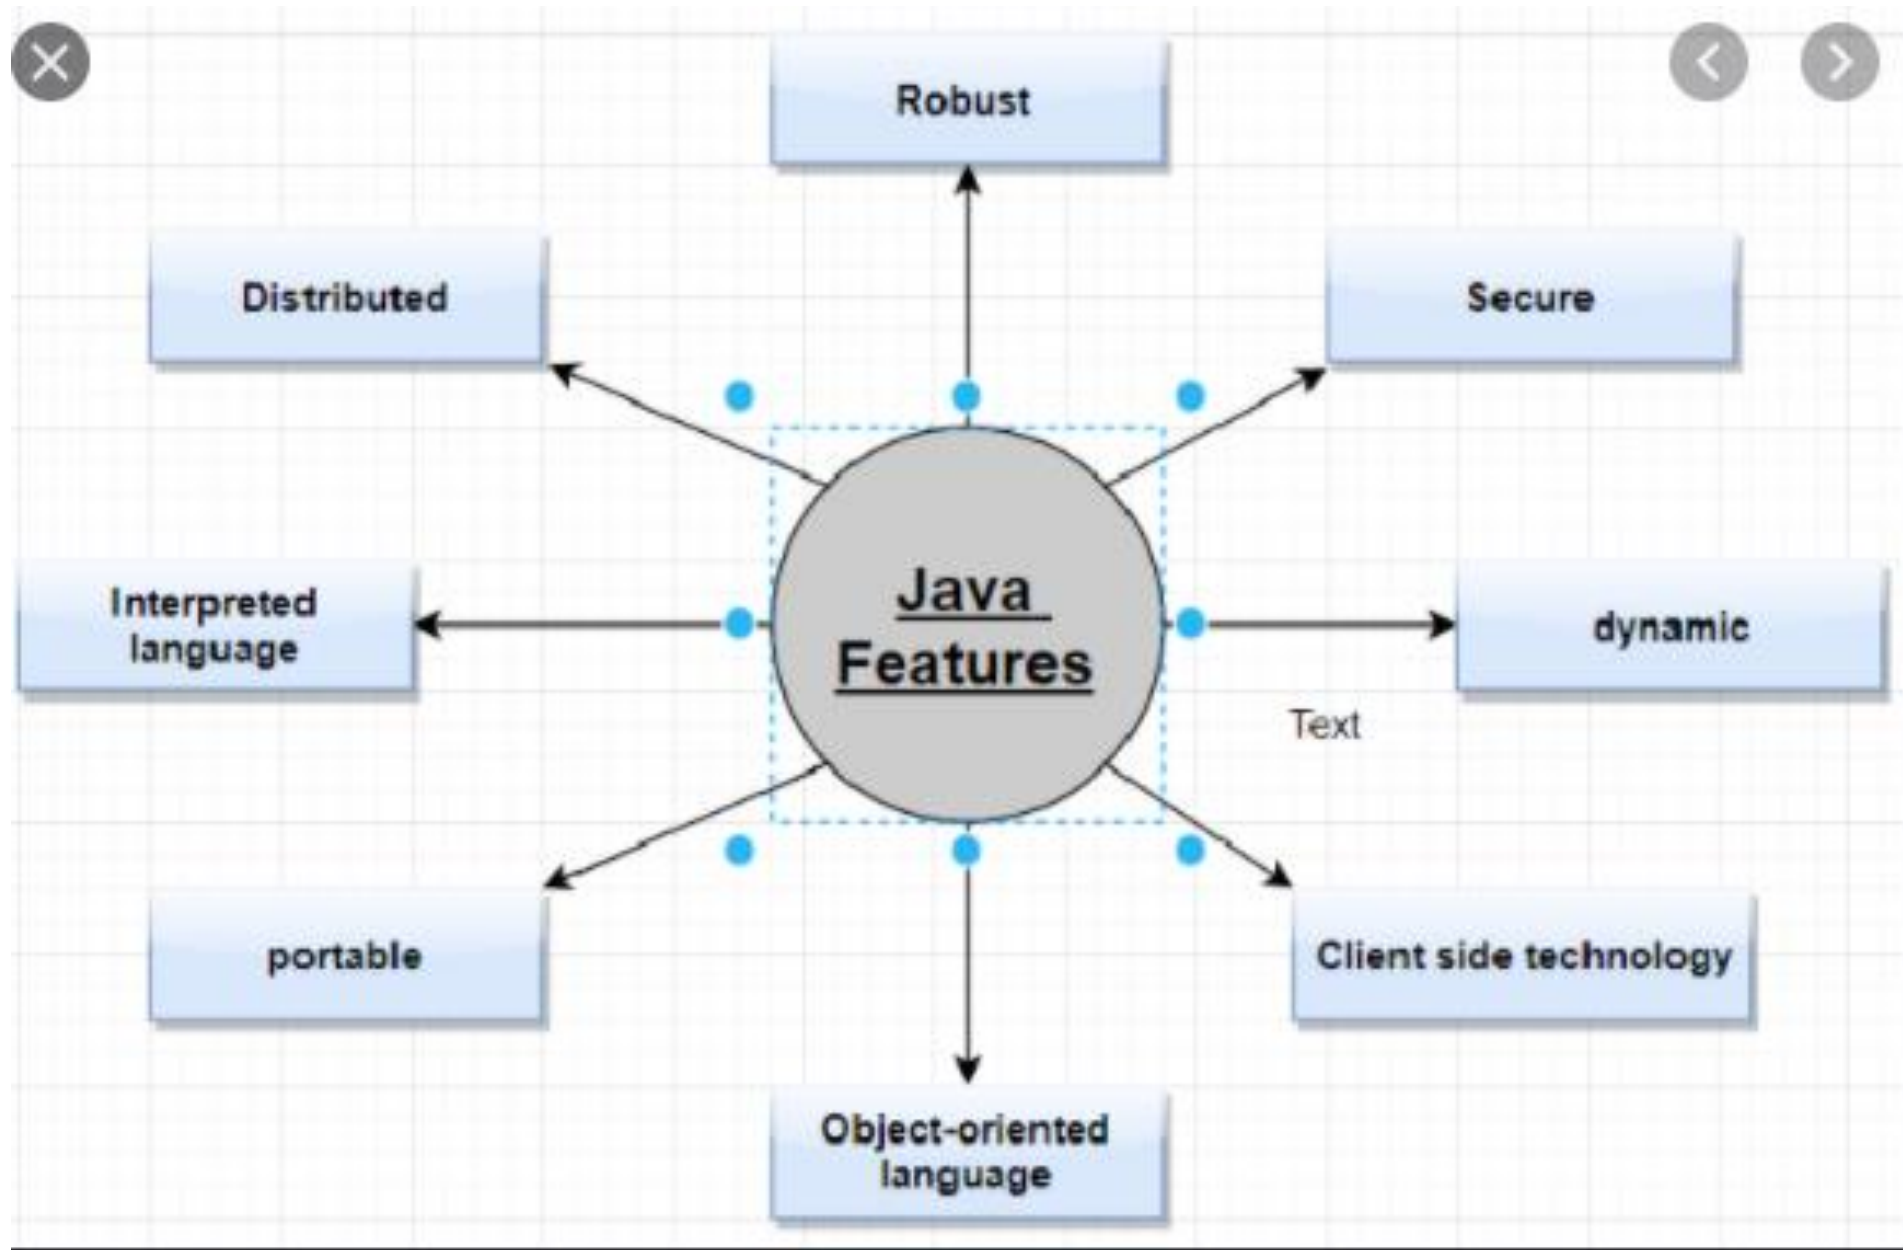 Robust
Distributed
Secure
Interpreted
language
Java
Features
dynamic
Text
portable
Client side technology
Object-oriented
language